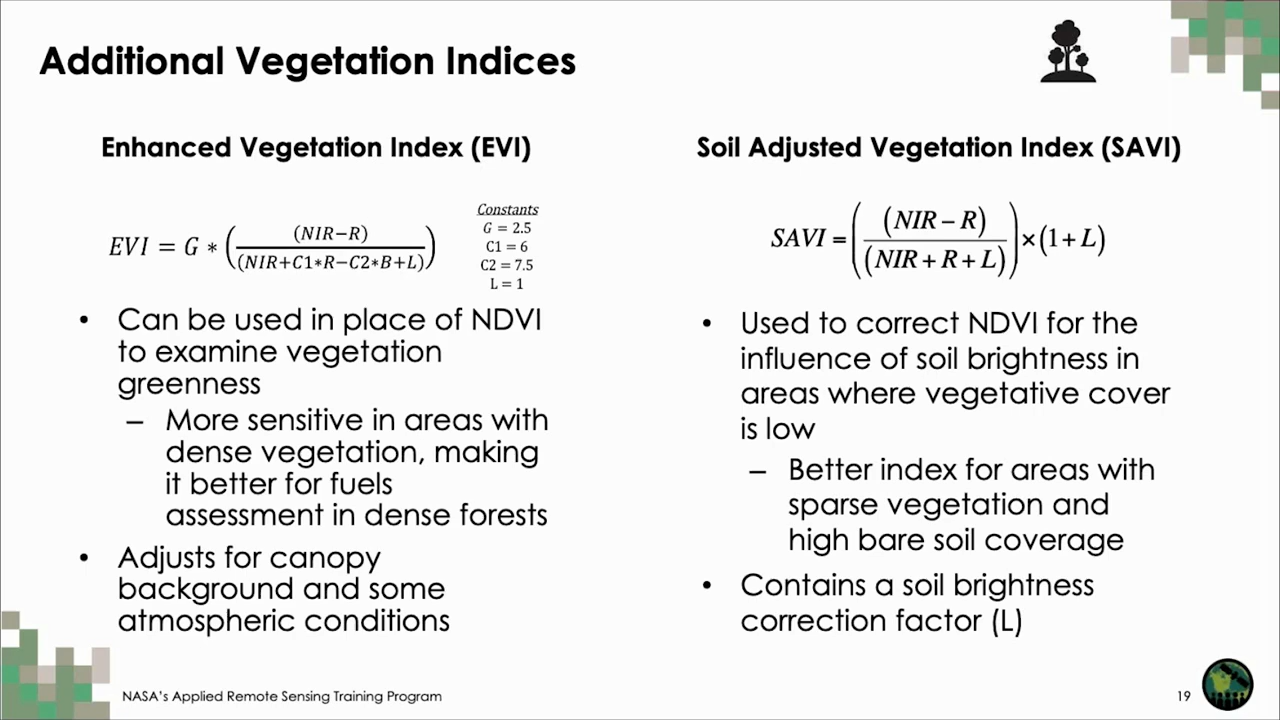 Additional Vegetation Indices
Enhanced Vegetation Index (EVI)
EVI = G * ( (NIR−R) / (NIR+C1*R−C2*B+L) )
Constants
G = 2.5
C1 = 6
C2 = 7.5
L = 1
• Can be used in place of NDVI
to examine vegetation
greenness
– More sensitive in areas with
dense vegetation, making
it better for fuels
assessment in dense forests
• Adjusts for canopy
background and some
atmospheric conditions
Soil Adjusted Vegetation Index (SAVI)
SAVI = ( (NIR − R) / (NIR + R + L) ) × (1 + L)
• Used to correct NDVI for the
influence of soil brightness in
areas where vegetative cover
is low
– Better index for areas with
sparse vegetation and
high bare soil coverage
• Contains a soil brightness
correction factor (L)
NASA's Applied Remote Sensing Training Program
19